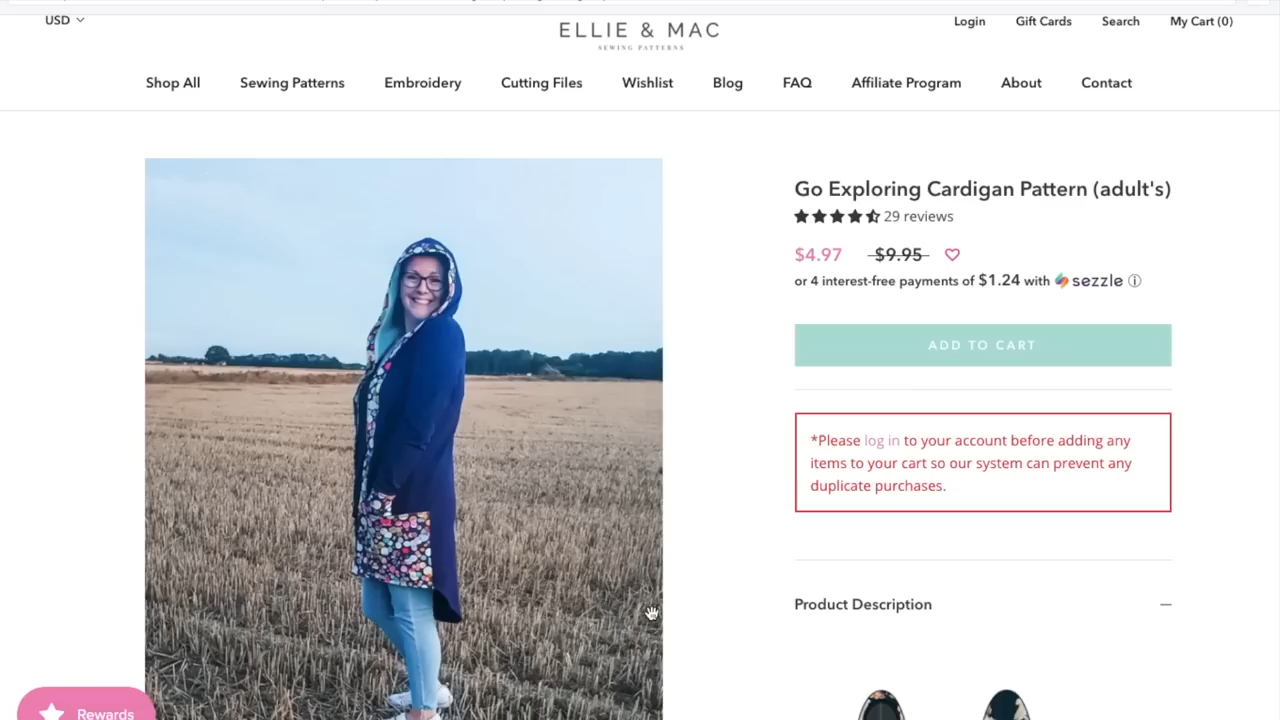 USD
ELLIE & MAC
SEWING PATTERNS
Login
Gift Cards
Search
My Cart (0)
Shop All
Sewing Patterns
Embroidery
Cutting Files
Wishlist
Blog
FAQ
Affiliate Program
About
Contact
Go Exploring Cardigan Pattern (adult's)
29 reviews
$4.97 $9.95
or 4 interest-free payments of $1.24 with sezzle
ADD TO CART
*Please log in to your account before adding any
items to your cart so our system can prevent any
duplicate purchases.
Product Description
Rewards